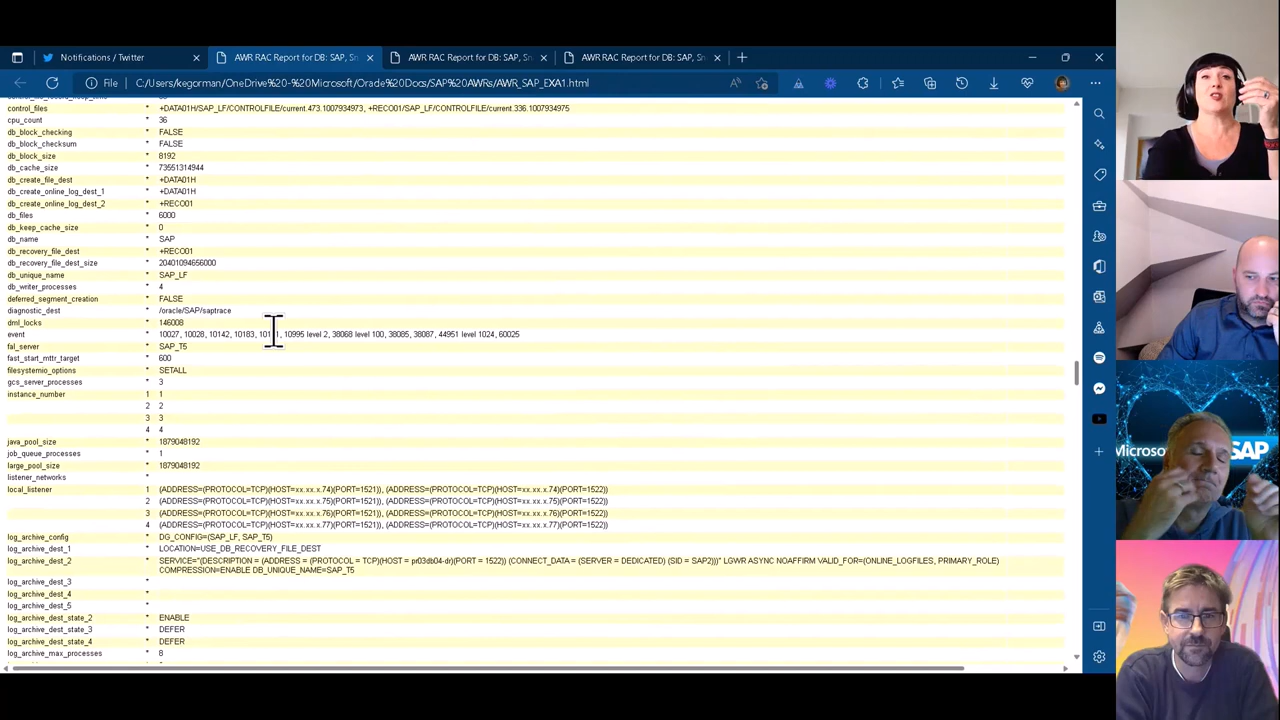 Notifications / Twitter
AWR RAC Report for DB: SAP, Sn
AWR RAC Report for DB: SAP, Sn
AWR RAC Report for DB: SAP, Sn
File
C:/Users/kegorman/OneDrive%20-%20Microsoft/Oracle%20Docs/SAP%20AWRs/AWR_SAP_EXA1.html
control_files * +DATA01H/SAP_LF/CONTROLFILE/current.473.1007934973, +RECO01/SAP_LF/CONTROLFILE/current.336.1007934975
cpu_count * 36
db_block_checking * FALSE
db_block_checksum * FALSE
db_block_size * 8192
db_cache_size * 73551314944
db_create_file_dest * +DATA01H
db_create_online_log_dest_1 * +DATA01H
db_create_online_log_dest_2 * +RECO01
db_files * 6000
db_keep_cache_size * 0
db_name * SAP
db_recovery_file_dest * +RECO01
db_recovery_file_dest_size * 20401094656000
db_unique_name * SAP_LF
db_writer_processes * 4
deferred_segment_creation * FALSE
diagnostic_dest * /oracle/SAP/saptrace
dml_locks * 146008
event * 10027, 10028, 10142, 10183, 10995 level 2, 38068 level 100, 38085, 38087, 44951 level 1024, 60025
fal_server * SAP_T5
fast_start_mttr_target * 600
filesystemio_options * SETALL
gcs_server_processes * 3
instance_number 1 1
2 2
3 3
4 4
java_pool_size * 1879048192
job_queue_processes * 1
large_pool_size * 1879048192
listener_networks *
local_listener 1 (ADDRESS=(PROTOCOL=TCP)(HOST=xx.xx.x.74)(PORT=1521)), (ADDRESS=(PROTOCOL=TCP)(HOST=xx.xx.x.74)(PORT=1522))
2 (ADDRESS=(PROTOCOL=TCP)(HOST=xx.xx.x.75)(PORT=1521)), (ADDRESS=(PROTOCOL=TCP)(HOST=xx.xx.x.75)(PORT=1522))
3 (ADDRESS=(PROTOCOL=TCP)(HOST=xx.xx.x.76)(PORT=1521)), (ADDRESS=(PROTOCOL=TCP)(HOST=xx.xx.x.76)(PORT=1522))
4 (ADDRESS=(PROTOCOL=TCP)(HOST=xx.xx.x.77)(PORT=1521)), (ADDRESS=(PROTOCOL=TCP)(HOST=xx.xx.x.77)(PORT=1522))
log_archive_config * DG_CONFIG=(SAP_LF, SAP_T5)
log_archive_dest_1 * LOCATION=USE_DB_RECOVERY_FILE_DEST
log_archive_dest_2 * SERVICE="(DESCRIPTION = (ADDRESS = (PROTOCOL = TCP)(HOST = pr03db04-dr)(PORT = 1522)) (CONNECT_DATA = (SERVER = DEDICATED) (SID = SAP2)))" LGWR ASYNC NOAFFIRM VALID_FOR=(ONLINE_LOGFILES, PRIMARY_ROLE)
COMPRESSION=ENABLE DB_UNIQUE_NAME=SAP_T5
log_archive_dest_3 *
log_archive_dest_4 *
log_archive_dest_5 *
log_archive_dest_state_2 * ENABLE
log_archive_dest_state_3 * DEFER
log_archive_dest_state_4 * DEFER
log_archive_max_processes * 8
Microsoft
SAP